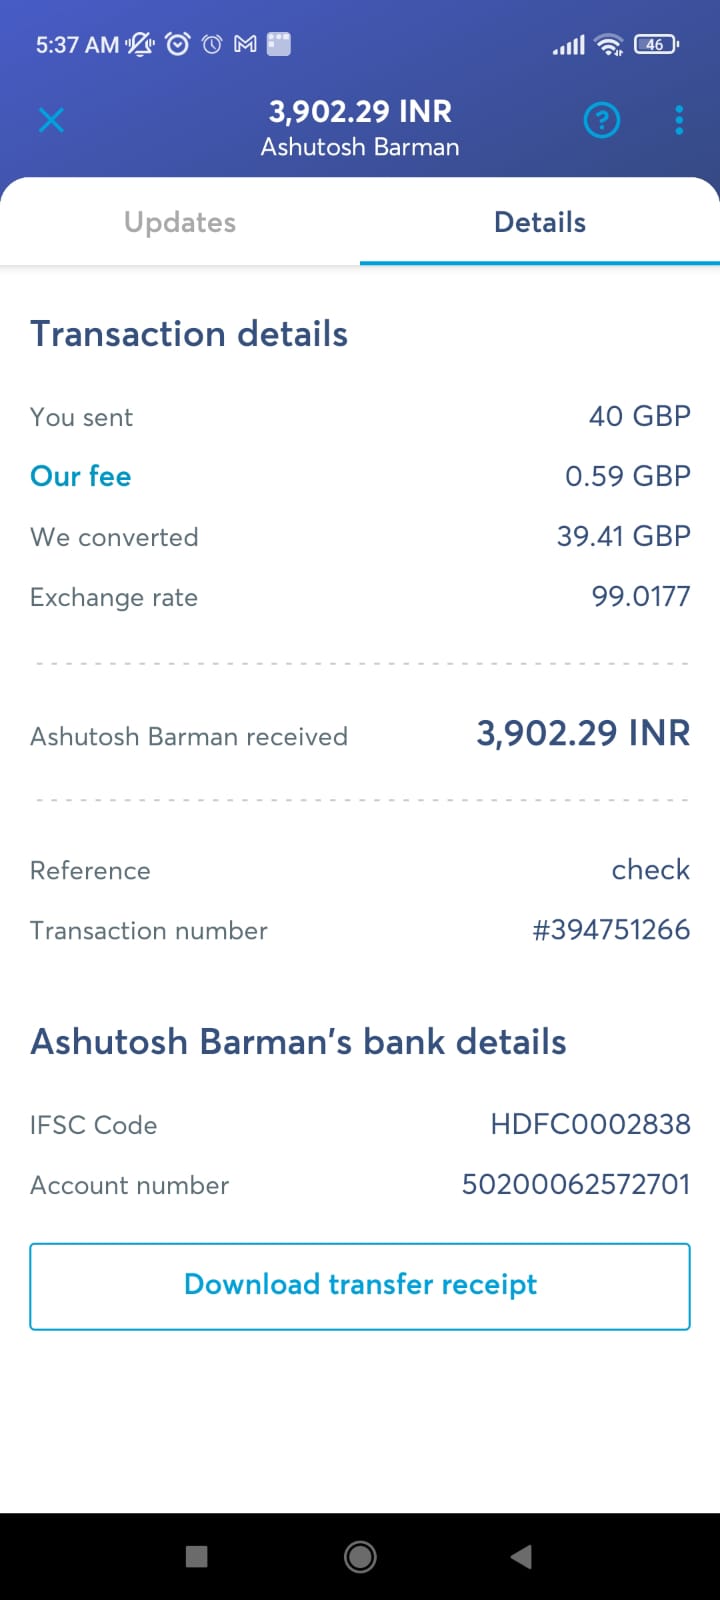 5:37 AM
46
3,902.29 INR
Ashutosh Barman
Updates
Details
Transaction details
You sent 40 GBP
Our fee 0.59 GBP
We converted 39.41 GBP
Exchange rate 99.0177
Ashutosh Barman received 3,902.29 INR
Reference check
Transaction number #394751266
Ashutosh Barman's bank details
IFSC Code HDFC0002838
Account number 50200062572701
Download transfer receipt